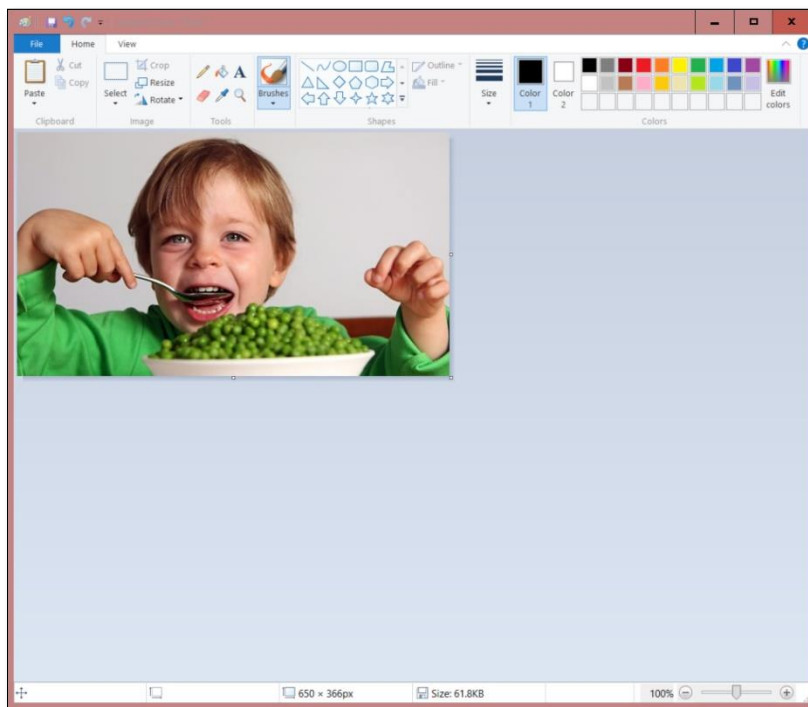 File Home View
Cut
Copy
Paste
Clipboard
Select
Crop
Resize
Rotate
Image
A
Tools
Brushes
Outline
Fill
Shapes
Size
Color
1
Color
2
Edit
colors
Colors
650 × 366px
Size: 61.8KB
100%